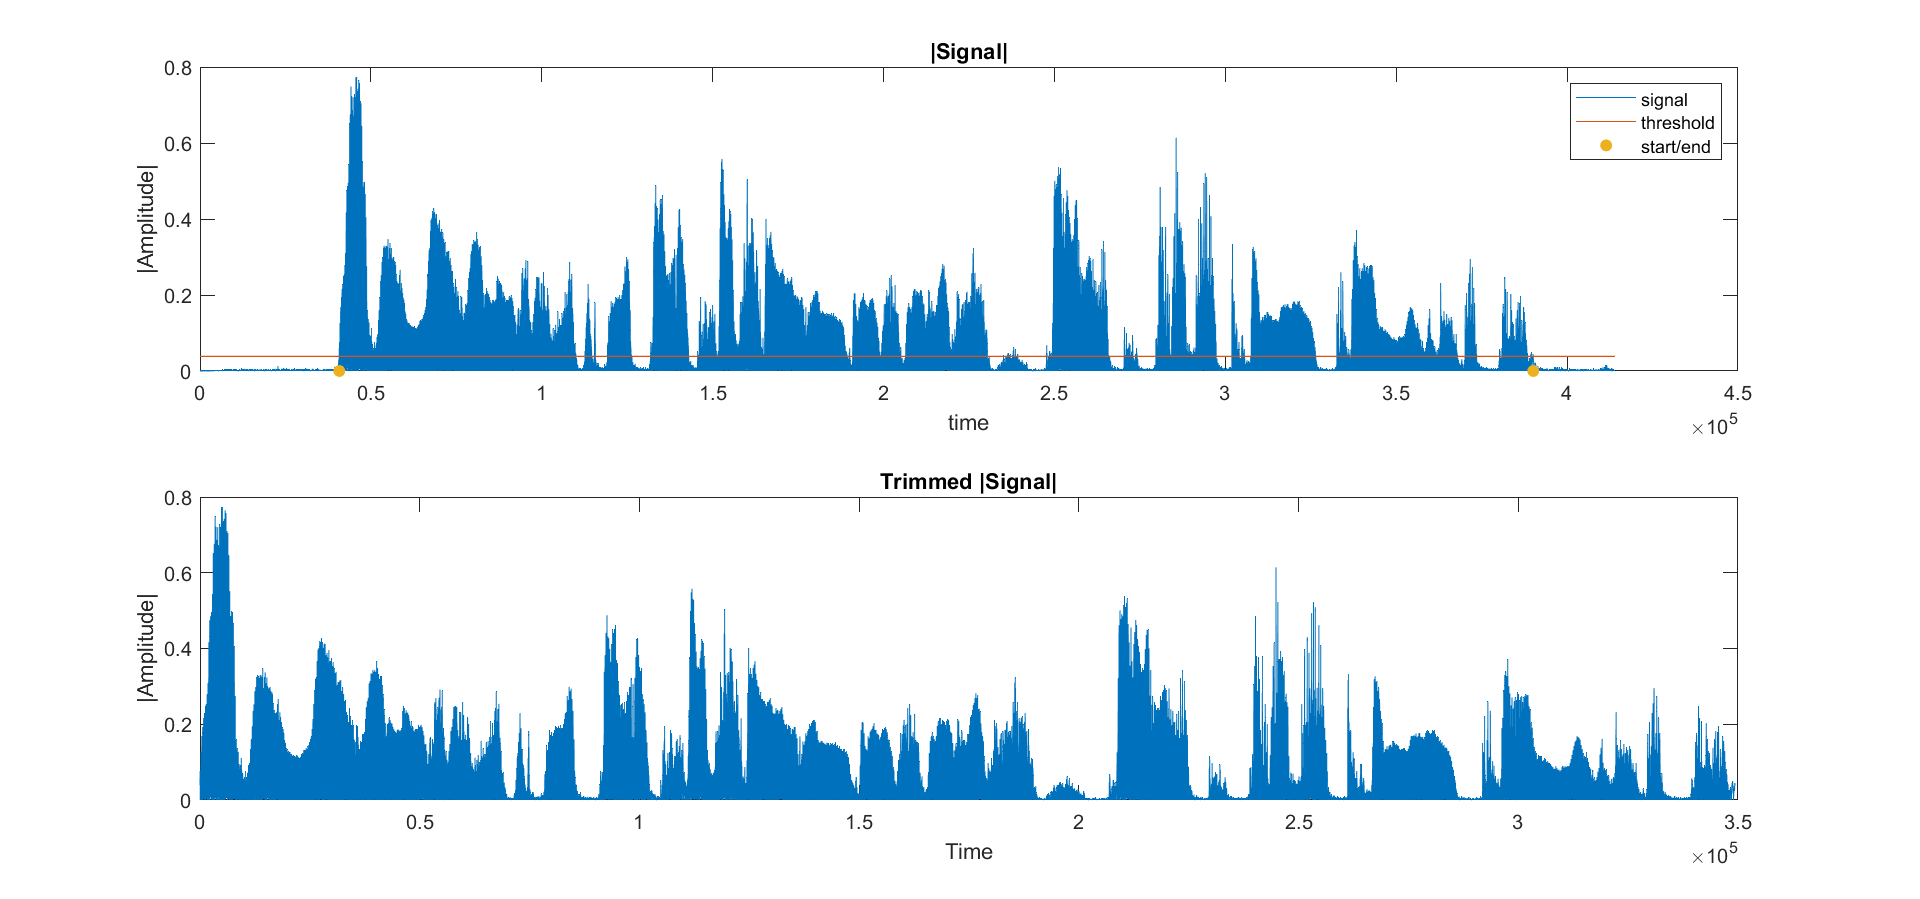 |Signal|
0.8
0.6
0.4
0.2
0
|Amplitude|
signal
threshold
start/end
0 0.5 1 1.5 2 2.5 3 3.5 4 4.5
time
×10^5
Trimmed |Signal|
0.8
0.6
0.4
0.2
0
|Amplitude|
0 0.5 1 1.5 2 2.5 3 3.5
Time
×10^5